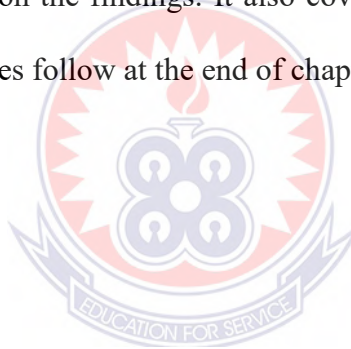 on the findings. It also cov
es follow at the end of chap
EDUCATION FOR SERVICE